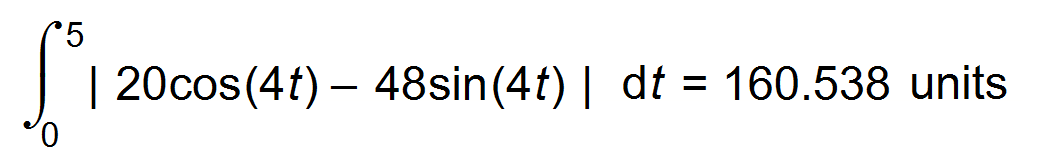 ∫₀⁵ | 20cos(4t) – 48sin(4t) | dt = 160.538 units